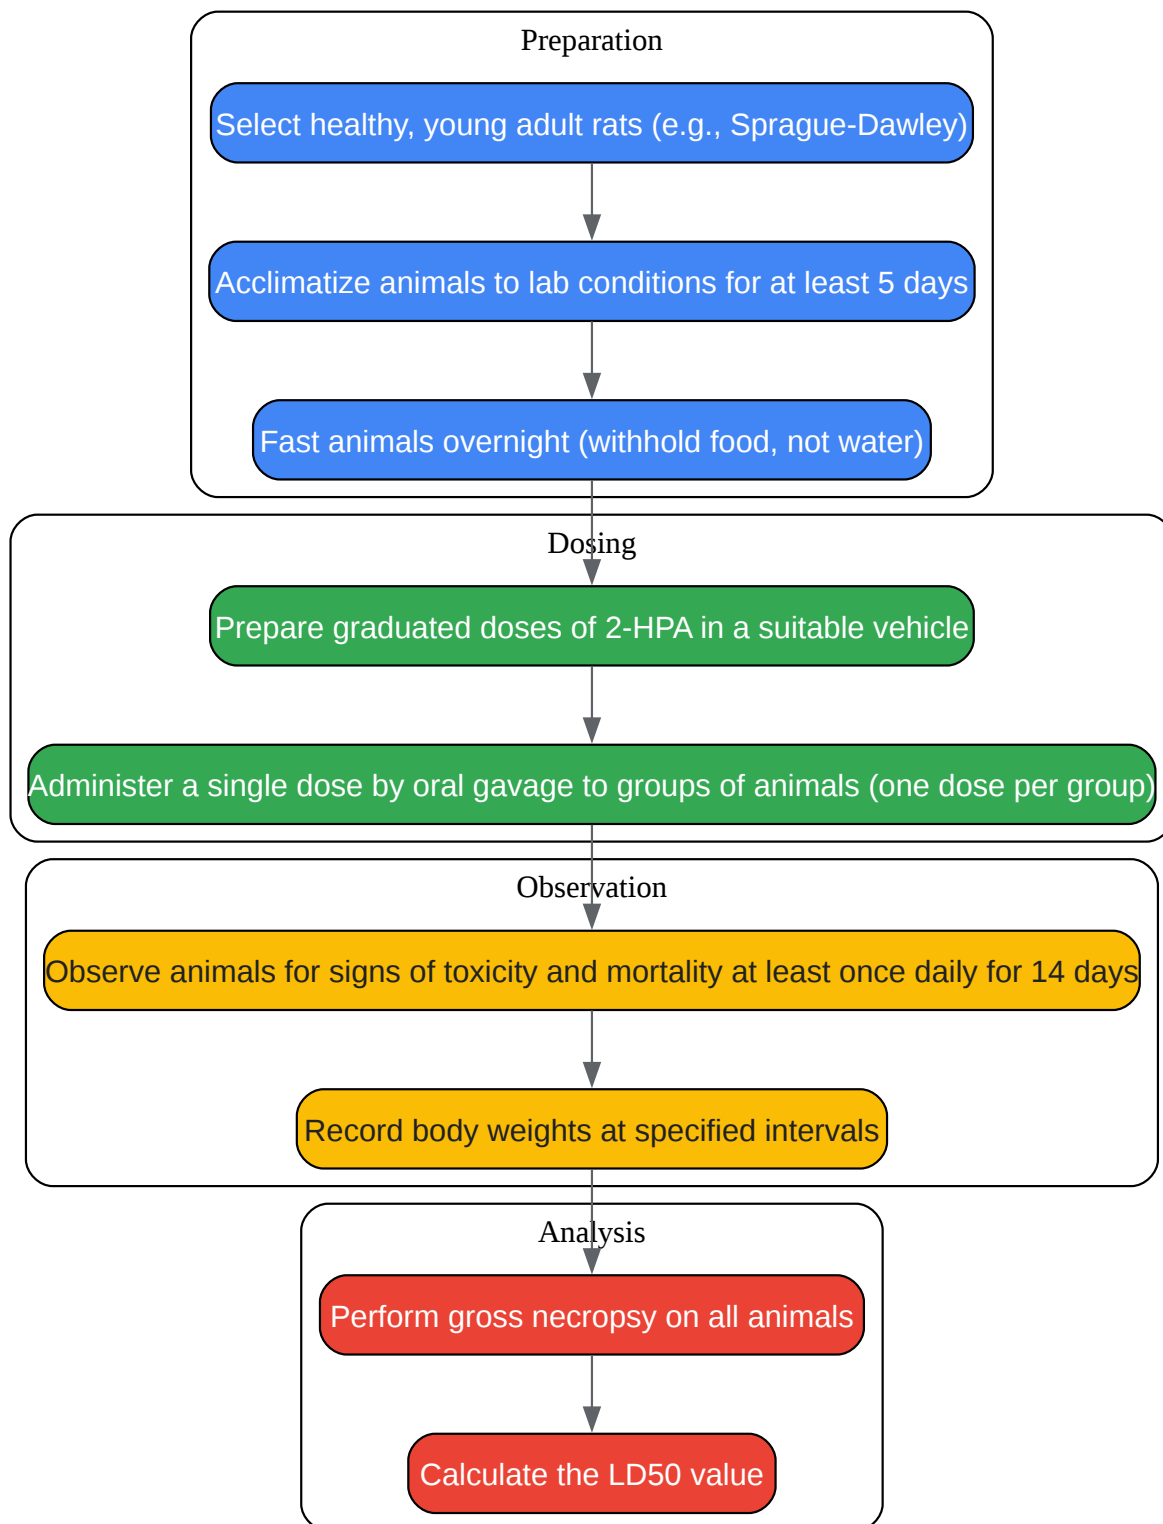 Preparation
Select healthy, young adult rats (e.g., Sprague-Dawley)
Acclimatize animals to lab conditions for at least 5 days
Fast animals overnight (withhold food, not water)
Dosing
Prepare graduated doses of 2-HPA in a suitable vehicle
Administer a single dose by oral gavage to groups of animals (one dose per group)
Observation
Observe animals for signs of toxicity and mortality at least once daily for 14 days
Record body weights at specified intervals
Analysis
Perform gross necropsy on all animals
Calculate the LD50 value